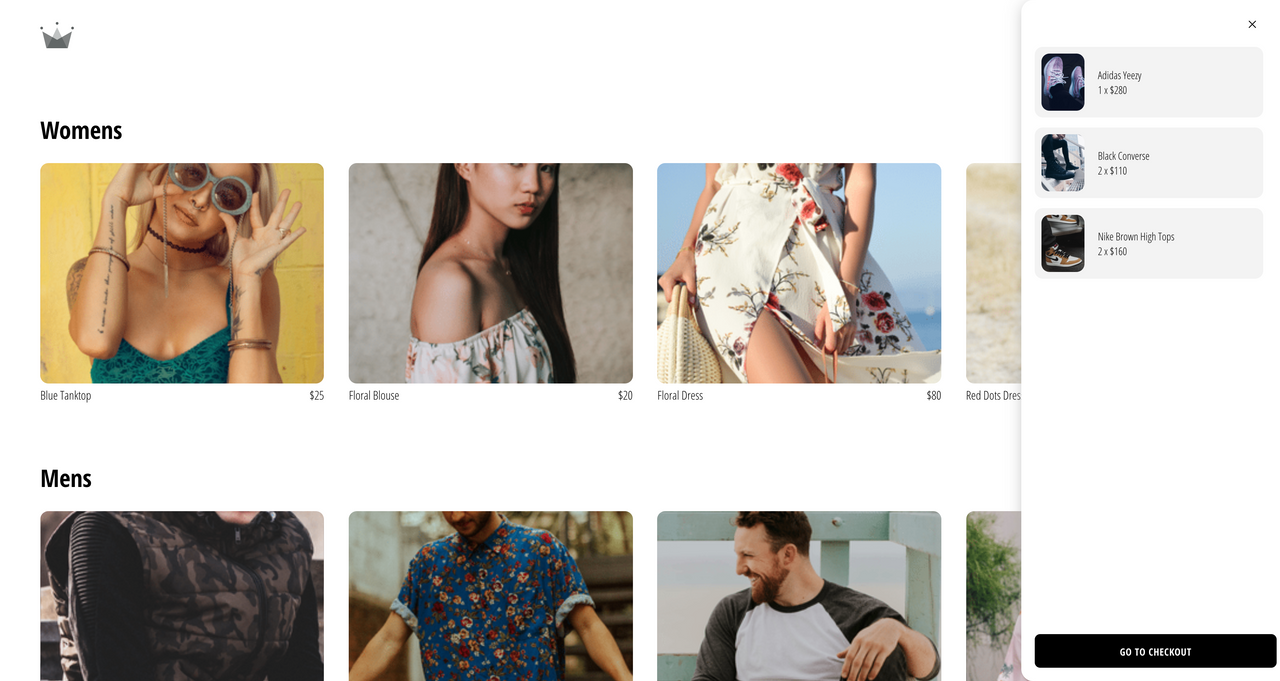 Womens
Blue Tanktop $25
Floral Blouse $20
Floral Dress $80
Red Dots Dres
Mens
Adidas Yeezy
1 x $280
Black Converse
2 x $110
Nike Brown High Tops
2 x $160
GO TO CHECKOUT